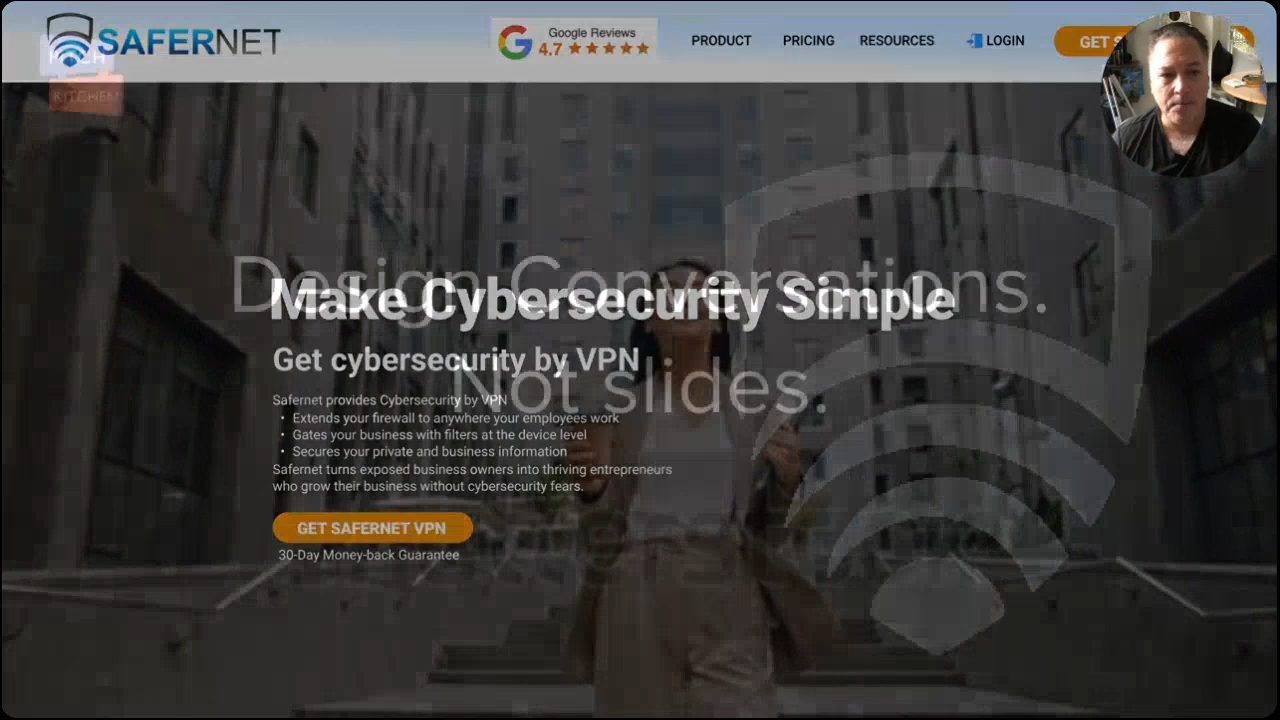 SAFERNET
Google Reviews
4.7
PRODUCT
PRICING
RESOURCES
LOGIN
GET S
KITCHEN
Design Conversations.
Make Cybersecurity Simple
Get cybersecurity by VPN
Not slides.
Safernet provides Cybersecurity by VPN
• Extends your firewall to anywhere your employees work
• Gates your business with filters at the device level
• Secures your private and business information
Safernet turns exposed business owners into thriving entrepreneurs
who grow their business without cybersecurity fears.
GET SAFERNET VPN
30-Day Money-back Guarantee